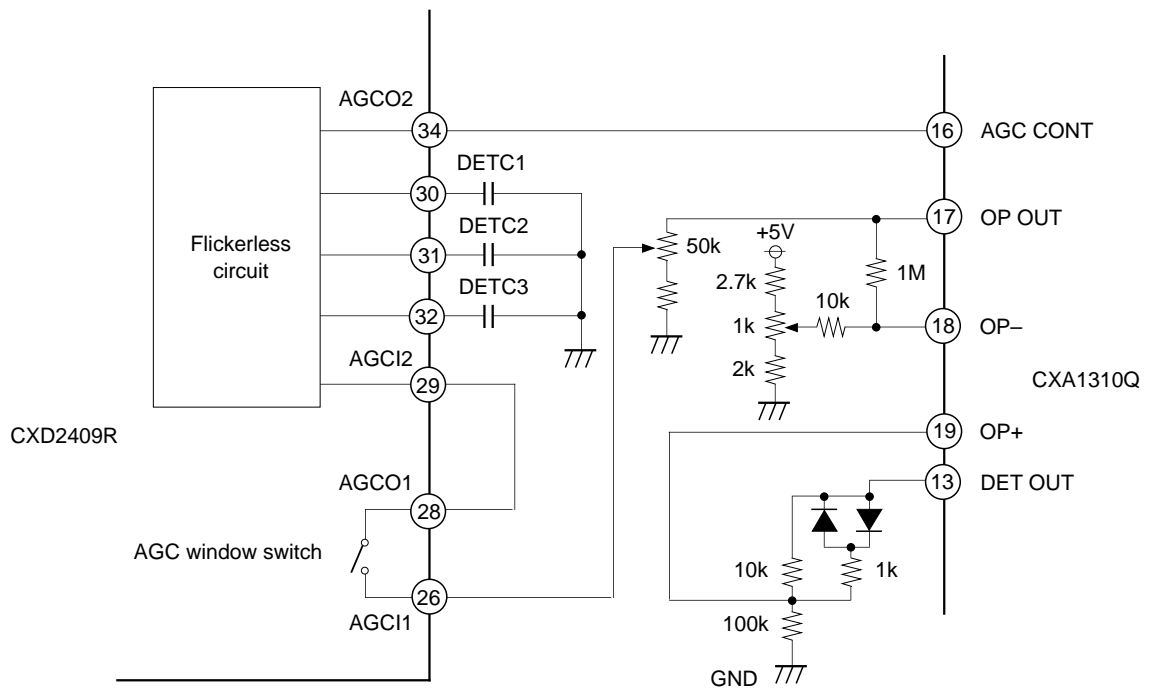 AGCO2
34
16
AGC CONT
DETC1
30
17
OP OUT
DETC2
+5V
Flickerless
circuit
31
50k
2.7k
1M
DETC3
10k
32
1k
18
OP–
AGCI2
2k
29
CXA1310Q
CXD2409R
19
OP+
AGCO1
13
DET OUT
28
AGC window switch
10k
1k
26
AGCI1
100k
GND